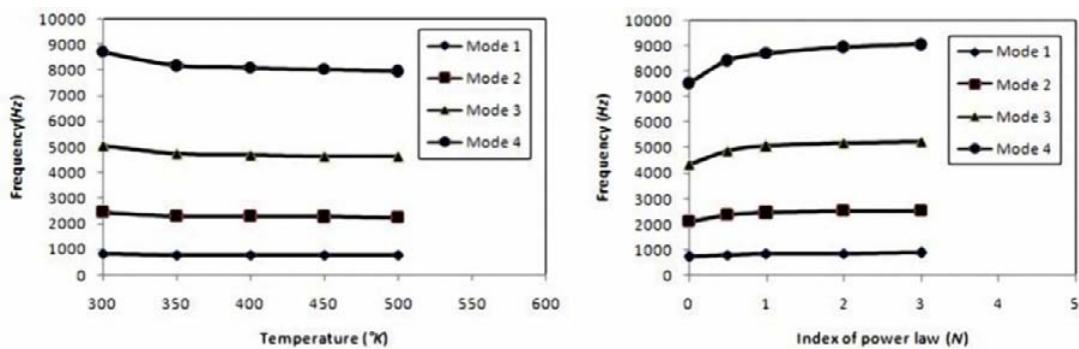 10000
9000
8000
7000
6000
5000
4000
3000
2000
1000
0
Frequency(Hz)
300 350 400 450 500 550 600
Temperature (°K)
Mode 1
Mode 2
Mode 3
Mode 4
10000
9000
8000
7000
6000
5000
4000
3000
2000
1000
0
Frequency (Hz)
0 1 2 3 4 5
Index of power law (N)
Mode 1
Mode 2
Mode 3
Mode 4